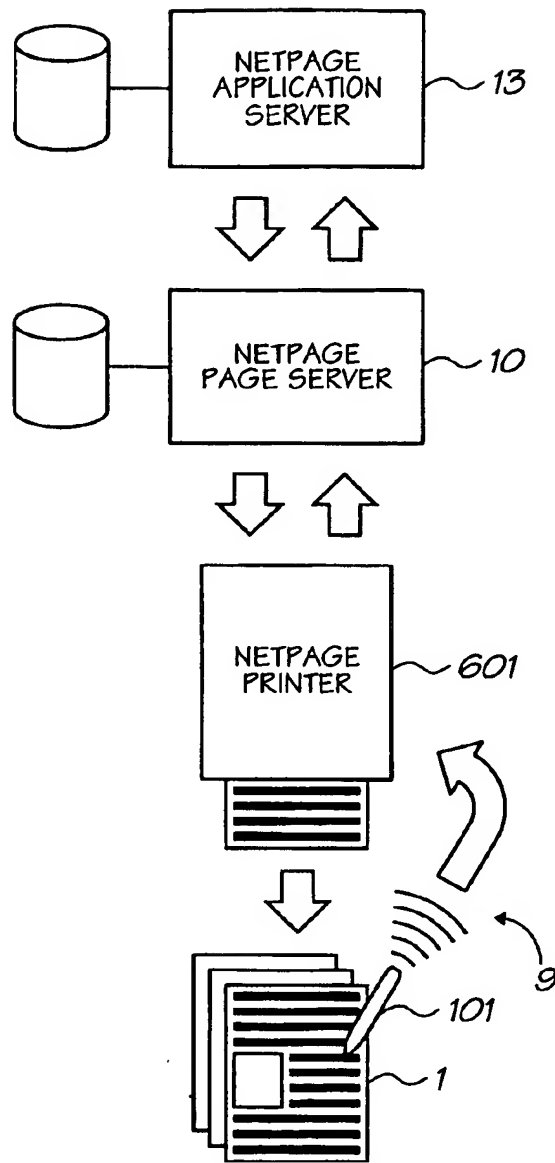 NETPAGE
APPLICATION
SERVER
13
NETPAGE
PAGE SERVER
10
NETPAGE
PRINTER
601
9
101
1